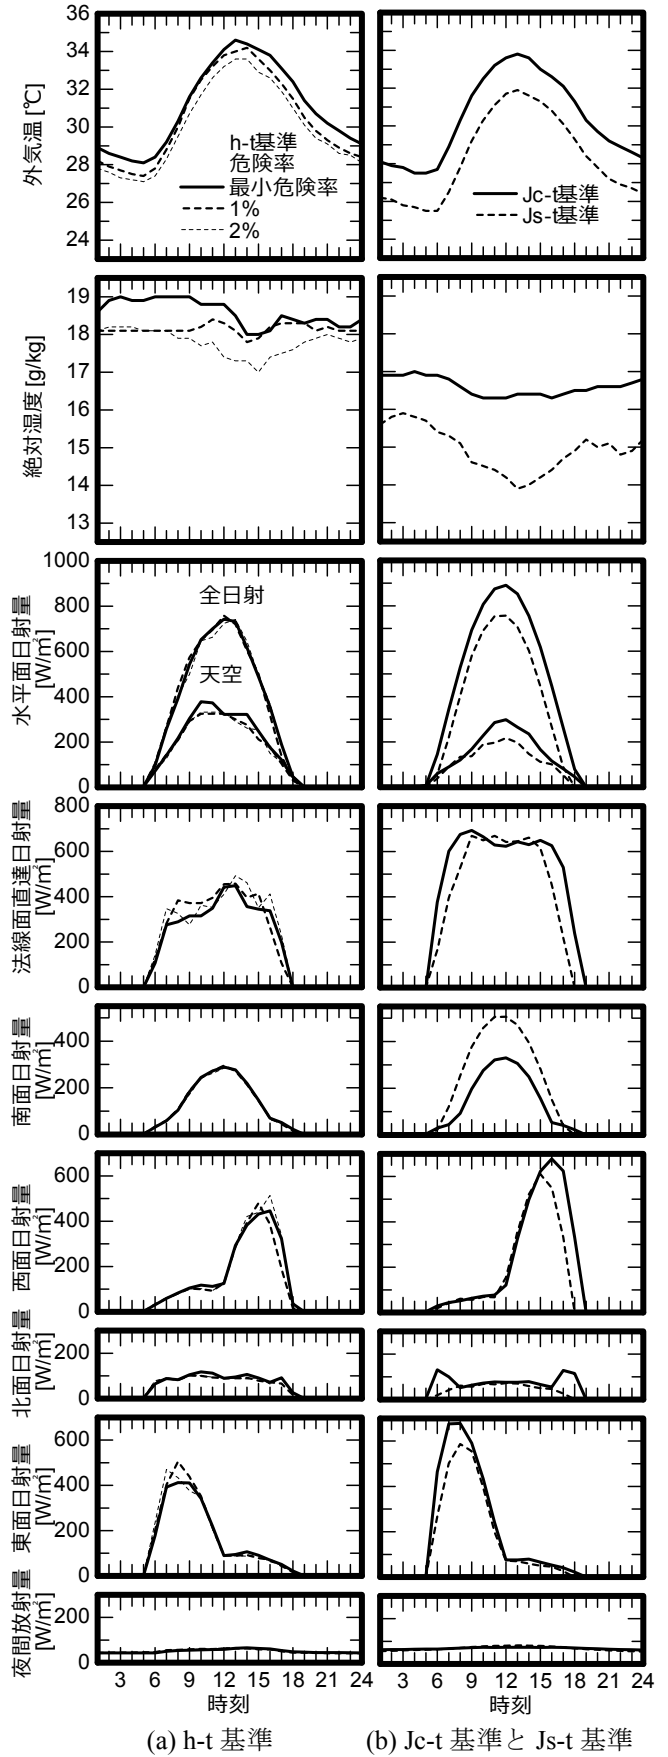 36
34
32
30
28
26
24
外気温 [℃]
h-t基準
危険率
最小危険率
1%
2%
Jc-t基準
Js-t基準
19
18
17
16
15
14
13
絶対湿度 [g/kg]
1000
800
600
400
200
0
水平面日射量
[W/m²]
全日射
天空
800
600
400
200
0
法線面直達日射量
[W/m²]
400
200
0
南面日射量
[W/m²]
600
400
200
0
西面日射量
[W/m²]
200
0
北面日射量
[W/m²]
600
400
200
0
東面日射量
[W/m²]
200
0
夜間放射量
[W/m²]
3 6 9 12 15 18 21 24
3 6 9 12 15 18 21 24
時刻
時刻
(a) h-t 基準
(b) Jc-t 基準と Js-t 基準